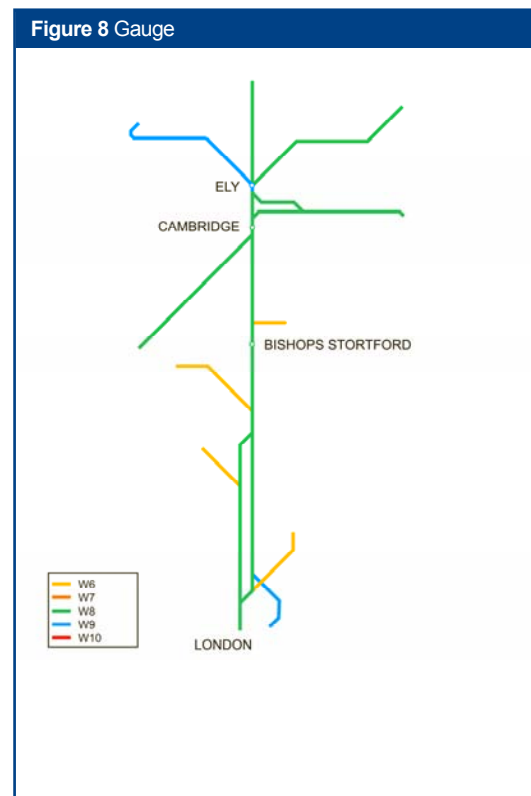 Figure 8 Gauge
ELY
CAMBRIDGE
BISHOPS STORTFORD
W6
W7
W8
W9
W10
LONDON